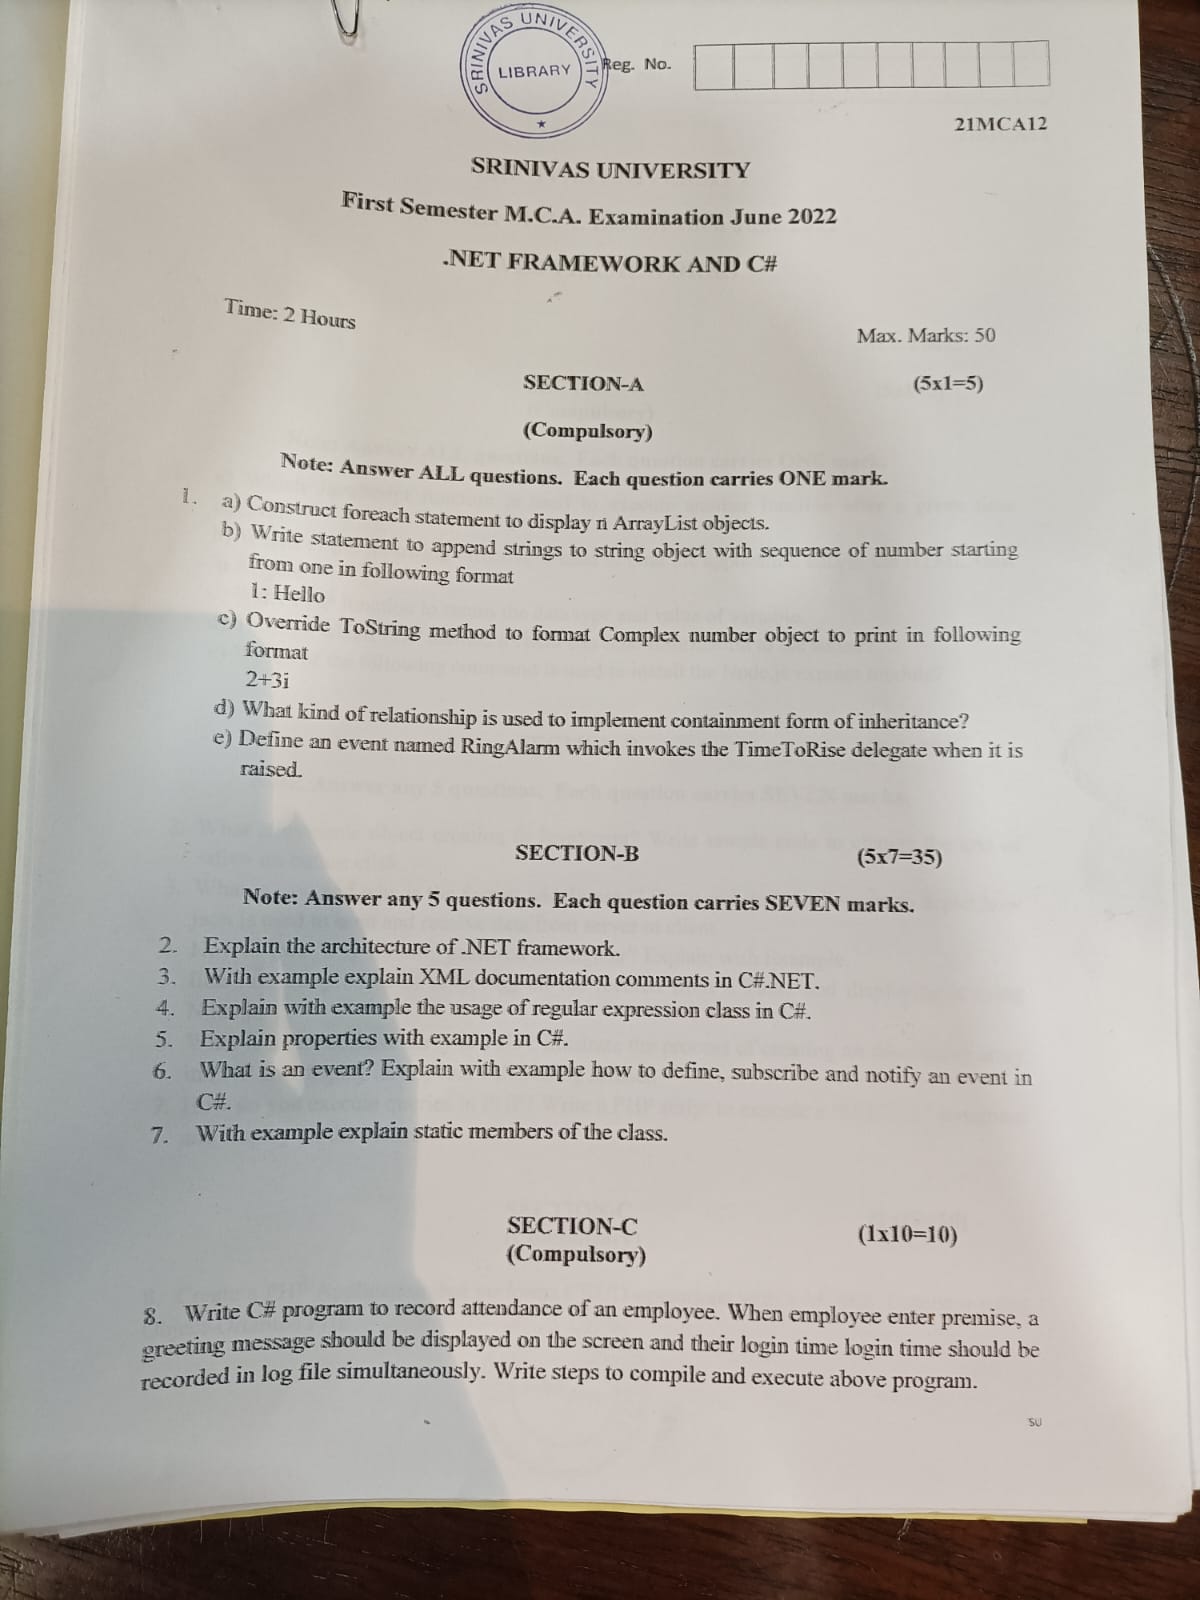 SRINIVAS UNIVERSITY
LIBRARY
Reg. No.
21MCA12
SRINIVAS UNIVERSITY
First Semester M.C.A. Examination June 2022
.NET FRAMEWORK AND C#
Time: 2 Hours
Max. Marks: 50
SECTION-A (5x1=5)
(Compulsory)
Note: Answer ALL questions. Each question carries ONE mark.
1. a) Construct foreach statement to display n ArrayList objects.
b) Write statement to append strings to string object with sequence of number starting
from one in following format
1: Hello
c) Override ToString method to format Complex number object to print in following
format
2+3i
d) What kind of relationship is used to implement containment form of inheritance?
e) Define an event named RingAlarm which invokes the TimeToRise delegate when it is
raised.
SECTION-B (5x7=35)
Note: Answer any 5 questions. Each question carries SEVEN marks.
2. Explain the architecture of .NET framework.
3. With example explain XML documentation comments in C#.NET.
4. Explain with example the usage of regular expression class in C#.
5. Explain properties with example in C#.
6. What is an event? Explain with example how to define, subscribe and notify an event in
C#.
7. With example explain static members of the class.
SECTION-C (1x10=10)
(Compulsory)
8. Write C# program to record attendance of an employee. When employee enter premise, a
greeting message should be displayed on the screen and their login time login time should be
recorded in log file simultaneously. Write steps to compile and execute above program.
SU